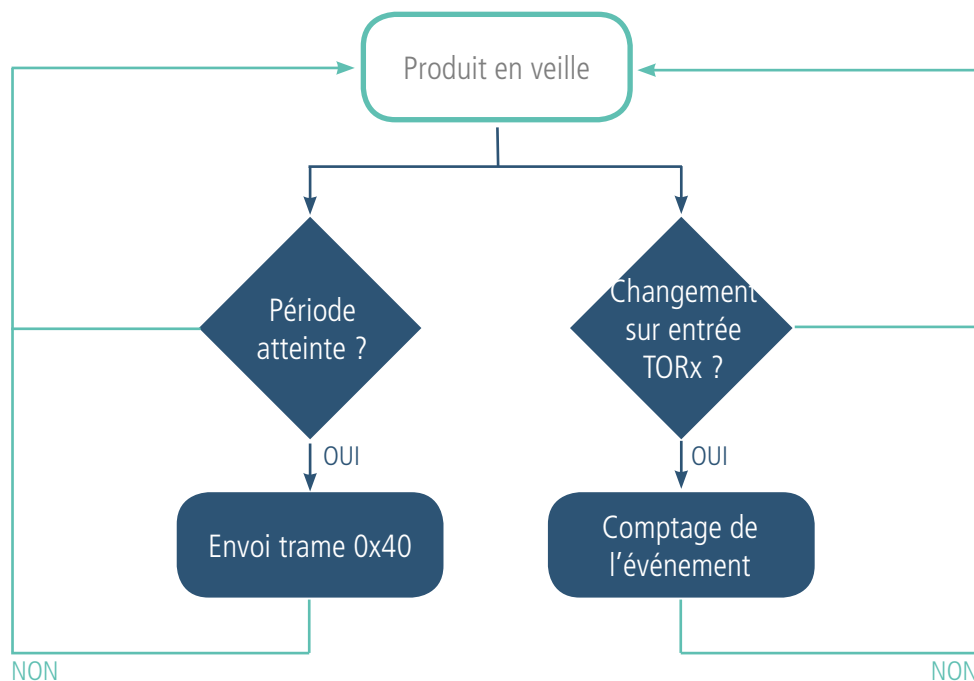 Produit en veille
Période
atteinte ?
Changement
sur entrée
TORx ?
OUI
OUI
Envoi trame 0x40
Comptage de
l'événement
NON
NON